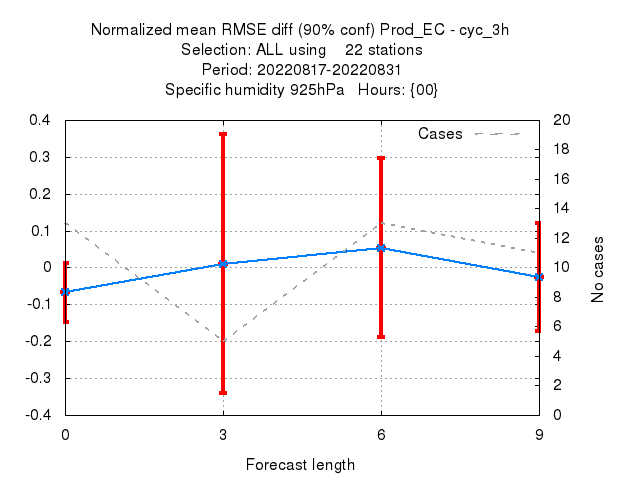 Normalized mean RMSE diff (90% conf) Prod_EC - cyc_3h
Selection: ALL using    22 stations
Period: 20220817-20220831
Specific humidity 925hPa   Hours: {00}
Cases
0.4
0.3
0.2
0.1
0
-0.1
-0.2
-0.3
-0.4
20
18
16
14
12
10
8
6
4
2
0
No cases
0 3 6 9
Forecast length